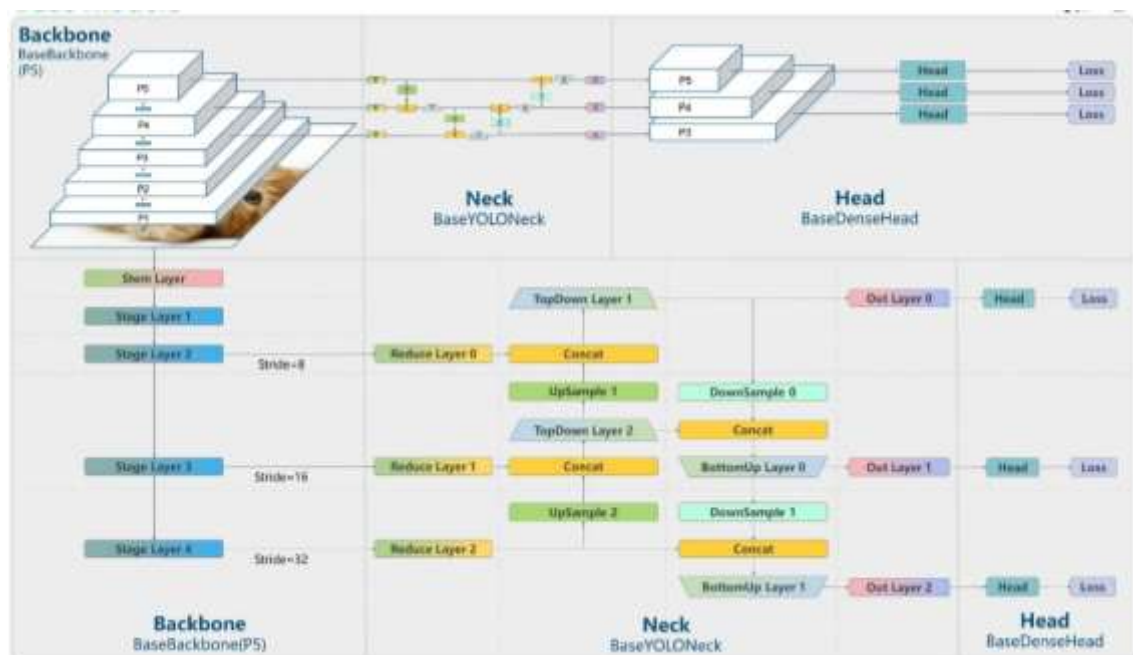 Backbone
BaseBackbone
(P5)
P5
P4
P3
P2
P1
P5
P4
P3
Head
Head
Head
Loss
Loss
Loss
Neck
BaseYOLONeck
Head
BaseDenseHead
Stem Layer
Stage Layer 1
Stage Layer 2
Stride=8
Reduce Layer 0
TopDown Layer 1
Concat
UpSample 1
DownSample 0
TopDown Layer 2
Concat
Out Layer 0
Head
Loss
Stage Layer 3
Stride=16
Reduce Layer 1
Concat
BottomUp Layer 0
Out Layer 1
Head
Loss
UpSample 2
DownSample 1
Stage Layer 4
Stride=32
Reduce Layer 2
Concat
BottomUp Layer 1
Out Layer 2
Head
Loss
Backbone
BaseBackbone(P5)
Neck
BaseYOLONeck
Head
BaseDenseHead